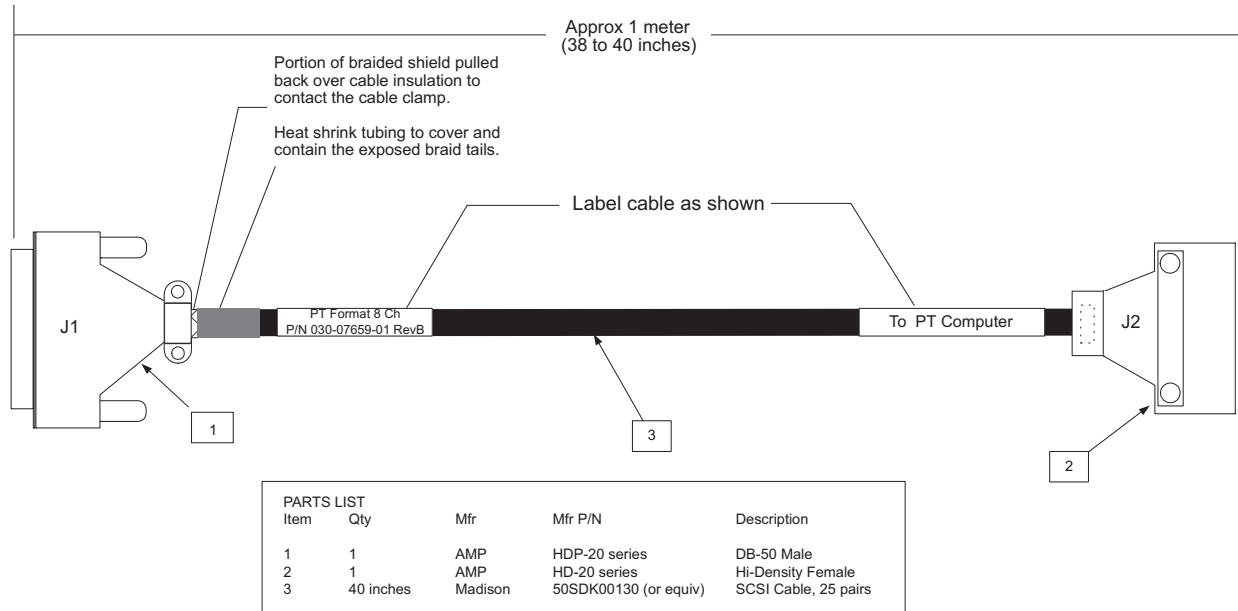 Approx 1 meter
(38 to 40 inches)
Portion of braided shield pulled
back over cable insulation to
contact the cable clamp.
Heat shrink tubing to cover and
contain the exposed braid tails.
Label cable as shown
J1
PT Format 8 Ch
P/N 030-07659-01 RevB
To PT Computer
J2
1
3
2
PARTS LIST
Item Qty Mfr Mfr P/N Description
1 1 AMP HDP-20 series DB-50 Male
2 1 AMP HD-20 series Hi-Density Female
3 40 inches Madison 50SDK00130 (or equiv) SCSI Cable, 25 pairs